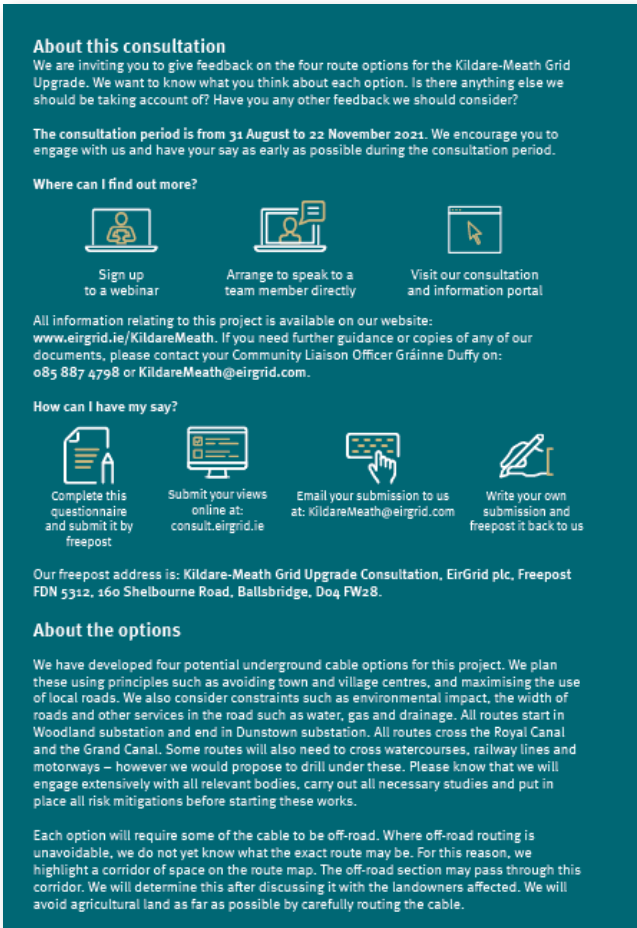 About this consultation
We are inviting you to give feedback on the four route options for the Kildare-Meath Grid
Upgrade. We want to know what you think about each option. Is there anything else we
should be taking account of? Have you any other feedback we should consider?
The consultation period is from 31 August to 22 November 2021. We encourage you to
engage with us and have your say as early as possible during the consultation period.
Where can I find out more?
Sign up
to a webinar
Arrange to speak to a
team member directly
Visit our consultation
and information portal
All information relating to this project is available on our website:
www.eirgrid.ie/KildareMeath. If you need further guidance or copies of any of our
documents, please contact your Community Liaison Officer Gráinne Duffy on:
085 887 4798 or KildareMeath@eirgrid.com.
How can I have my say?
Complete this
questionnaire
and submit it by
freepost
Submit your views
online at:
consult.eirgrid.ie
Email your submission to us
at: KildareMeath@eirgrid.com
Write your own
submission and
freepost it back to us
Our freepost address is: Kildare-Meath Grid Upgrade Consultation, EirGrid plc, Freepost
FDN 5312, 160 Shelbourne Road, Ballsbridge, D04 FW28.
About the options
We have developed four potential underground cable options for this project. We plan
these using principles such as avoiding town and village centres, and maximising the use
of local roads. We also consider constraints such as environmental impact, the width of
roads and other services in the road such as water, gas and drainage. All routes start in
Woodland substation and end in Dunstown substation. All routes cross the Royal Canal
and the Grand Canal. Some routes will also need to cross watercourses, railway lines and
motorways – however we would propose to drill under these. Please know that we will
engage extensively with all relevant bodies, carry out all necessary studies and put in
place all risk mitigations before starting these works.
Each option will require some of the cable to be off-road. Where off-road routing is
unavoidable, we do not yet know what the exact route may be. For this reason, we
highlight a corridor of space on the route map. The off-road section may pass through this
corridor. We will determine this after discussing it with the landowners affected. We will
avoid agricultural land as far as possible by carefully routing the cable.